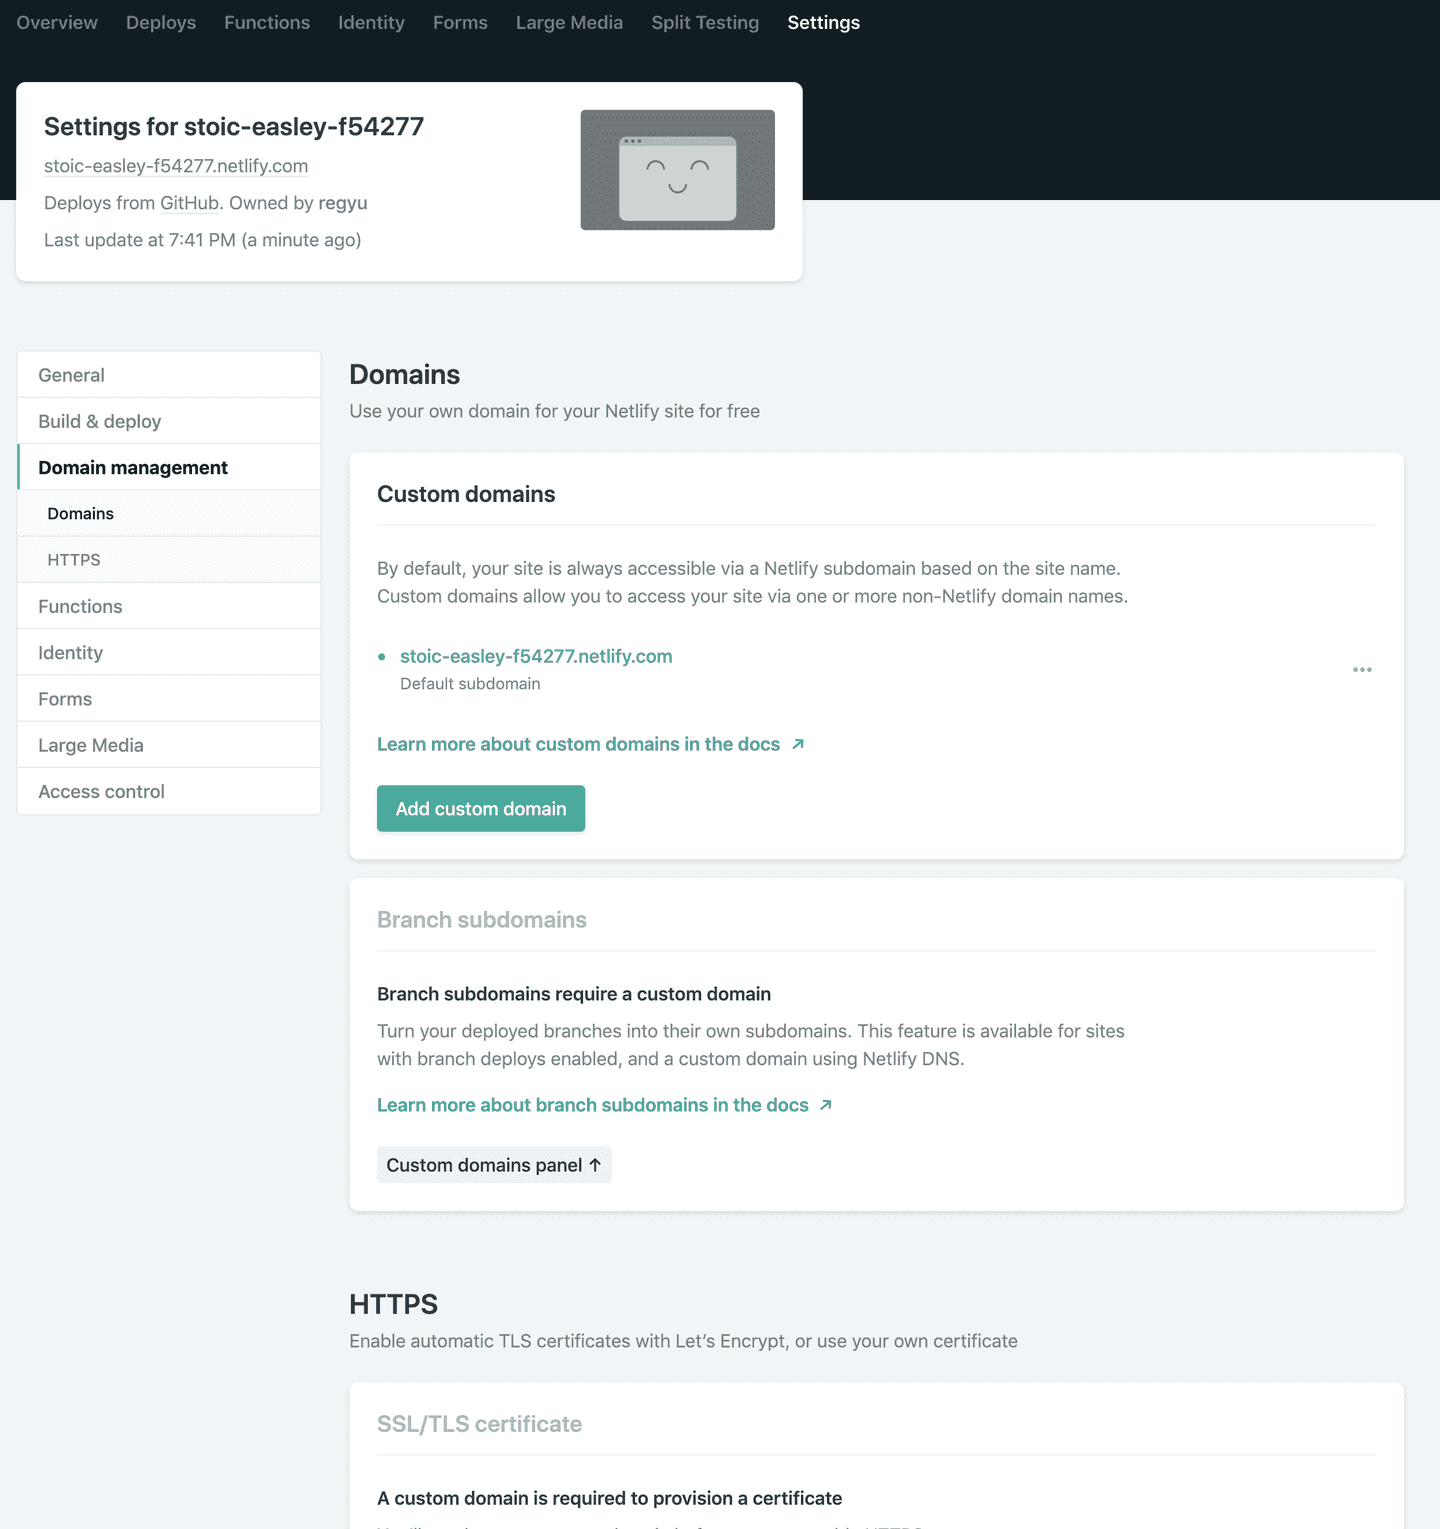 Overview Deploys Functions Identity Forms Large Media Split Testing Settings
Settings for stoic-easley-f54277
stoic-easley-f54277.netlify.com
Deploys from GitHub. Owned by regyu
Last update at 7:41 PM (a minute ago)
General
Build & deploy
Domain management
Domains
HTTPS
Functions
Identity
Forms
Large Media
Access control
Domains
Use your own domain for your Netlify site for free
Custom domains
By default, your site is always accessible via a Netlify subdomain based on the site name.
Custom domains allow you to access your site via one or more non-Netlify domain names.
• stoic-easley-f54277.netlify.com
Default subdomain
•••
Learn more about custom domains in the docs ↗
Add custom domain
Branch subdomains
Branch subdomains require a custom domain
Turn your deployed branches into their own subdomains. This feature is available for sites
with branch deploys enabled, and a custom domain using Netlify DNS.
Learn more about branch subdomains in the docs ↗
Custom domains panel ↑
HTTPS
Enable automatic TLS certificates with Let’s Encrypt, or use your own certificate
SSL/TLS certificate
A custom domain is required to provision a certificate